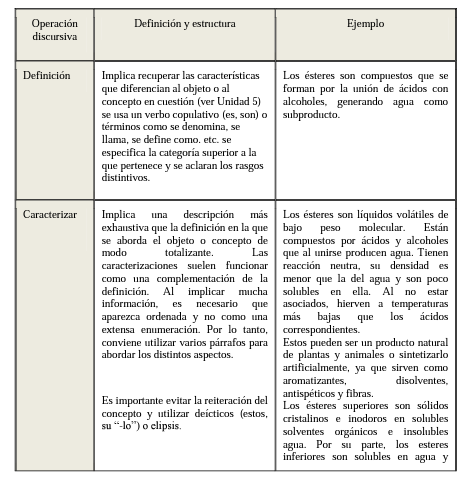 Operación
discursiva
Definición y estructura
Ejemplo
Definición
Implica recuperar las características
que diferencian al objeto o al
concepto en cuestión (ver Unidad 5)
se usa un verbo copulativo (es, son) o
términos como se denomina, se
llama, se define como. etc. se
especifica la categoría superior a la
que pertenece y se aclaran los rasgos
distintivos.
Los ésteres son compuestos que se
forman por la unión de ácidos con
alcoholes, generando agua como
subproducto.
Caracterizar
Implica una descripción más
exhaustiva que la definición en la que
se aborda el objeto o concepto de
modo totalizante. Las
caracterizaciones suelen funcionar
como una complementación de la
definición. Al implicar mucha
información, es necesario que
aparezca ordenada y no como una
extensa enumeración. Por lo tanto,
conviene utilizar varios párrafos para
abordar los distintos aspectos.
Es importante evitar la reiteración del
concepto y utilizar deícticos (estos,
su “-lo”) o elipsis.
Los ésteres son líquidos volátiles de
bajo peso molecular. Están
compuestos por ácidos y alcoholes
que al unirse producen agua. Tienen
reacción neutra, su densidad es
menor que la del agua y son poco
solubles en ella. Al no estar
asociados, hierven a temperaturas
más bajas que los ácidos
correspondientes.
Estos pueden ser un producto natural
de plantas y animales o sintetizarlo
artificialmente, ya que sirven como
aromatizantes, disolventes,
antispéticos y fibras.
Los ésteres superiores son sólidos
cristalinos e inodoros en solubles
solventes orgánicos e insolubles
agua. Por su parte, los esteres
inferiores son solubles en agua y